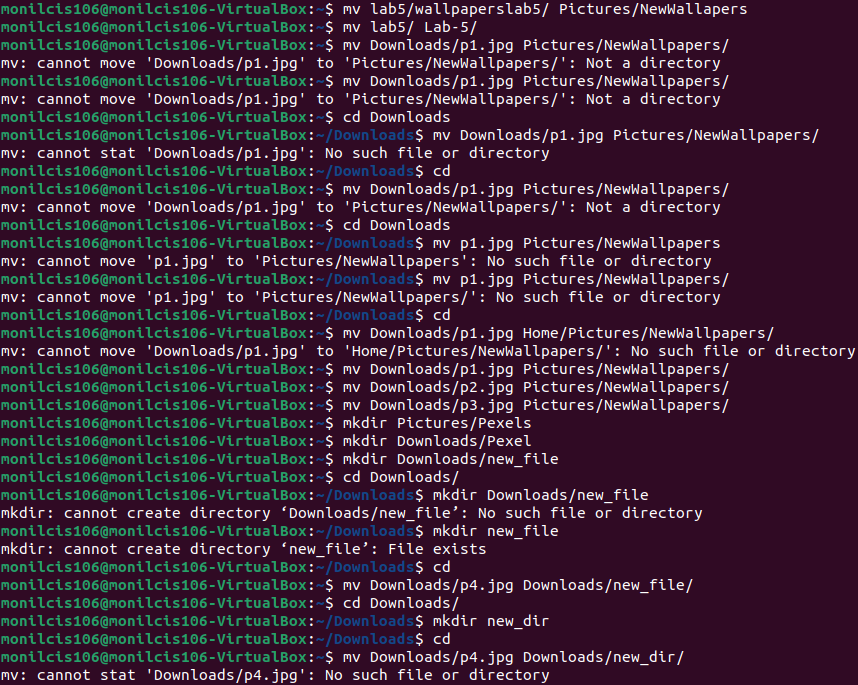 monilcis106@monilcis106-VirtualBox:~$ mv lab5/wallpaperslab5/ Pictures/NewWallapers
monilcis106@monilcis106-VirtualBox:~$ mv lab5/ Lab-5/
monilcis106@monilcis106-VirtualBox:~$ mv Downloads/p1.jpg Pictures/NewWallpapers/
mv: cannot move 'Downloads/p1.jpg' to 'Pictures/NewWallpapers/': Not a directory
monilcis106@monilcis106-VirtualBox:~$ mv Downloads/p1.jpg Pictures/NewWallpapers/
mv: cannot move 'Downloads/p1.jpg' to 'Pictures/NewWallpapers/': Not a directory
monilcis106@monilcis106-VirtualBox:~$ cd Downloads
monilcis106@monilcis106-VirtualBox:~/Downloads$ mv Downloads/p1.jpg Pictures/NewWallpapers/
mv: cannot stat 'Downloads/p1.jpg': No such file or directory
monilcis106@monilcis106-VirtualBox:~/Downloads$ cd
monilcis106@monilcis106-VirtualBox:~$ mv Downloads/p1.jpg Pictures/NewWallpapers/
mv: cannot move 'Downloads/p1.jpg' to 'Pictures/NewWallpapers/': Not a directory
monilcis106@monilcis106-VirtualBox:~$ cd Downloads
monilcis106@monilcis106-VirtualBox:~/Downloads$ mv p1.jpg Pictures/NewWallpapers
mv: cannot move 'p1.jpg' to 'Pictures/NewWallpapers': No such file or directory
monilcis106@monilcis106-VirtualBox:~/Downloads$ mv p1.jpg Pictures/NewWallpapers/
mv: cannot move 'p1.jpg' to 'Pictures/NewWallpapers/': No such file or directory
monilcis106@monilcis106-VirtualBox:~/Downloads$ cd
monilcis106@monilcis106-VirtualBox:~$ mv Downloads/p1.jpg Home/Pictures/NewWallpapers/
mv: cannot move 'Downloads/p1.jpg' to 'Home/Pictures/NewWallpapers/': No such file or directory
monilcis106@monilcis106-VirtualBox:~$ mv Downloads/p1.jpg Pictures/NewWallpapers/
monilcis106@monilcis106-VirtualBox:~$ mv Downloads/p2.jpg Pictures/NewWallpapers/
monilcis106@monilcis106-VirtualBox:~$ mv Downloads/p3.jpg Pictures/NewWallpapers/
monilcis106@monilcis106-VirtualBox:~$ mkdir Pictures/Pexels
monilcis106@monilcis106-VirtualBox:~$ mkdir Downloads/Pexel
monilcis106@monilcis106-VirtualBox:~$ mkdir Downloads/new_file
monilcis106@monilcis106-VirtualBox:~$ cd Downloads/
monilcis106@monilcis106-VirtualBox:~/Downloads$ mkdir Downloads/new_file
mkdir: cannot create directory ‘Downloads/new_file’: No such file or directory
monilcis106@monilcis106-VirtualBox:~/Downloads$ mkdir new_file
mkdir: cannot create directory ‘new_file’: File exists
monilcis106@monilcis106-VirtualBox:~/Downloads$ cd
monilcis106@monilcis106-VirtualBox:~$ mv Downloads/p4.jpg Downloads/new_file/
monilcis106@monilcis106-VirtualBox:~$ cd Downloads/
monilcis106@monilcis106-VirtualBox:~/Downloads$ mkdir new_dir
monilcis106@monilcis106-VirtualBox:~/Downloads$ cd
monilcis106@monilcis106-VirtualBox:~$ mv Downloads/p4.jpg Downloads/new_dir/
mv: cannot stat 'Downloads/p4.jpg': No such file or directory